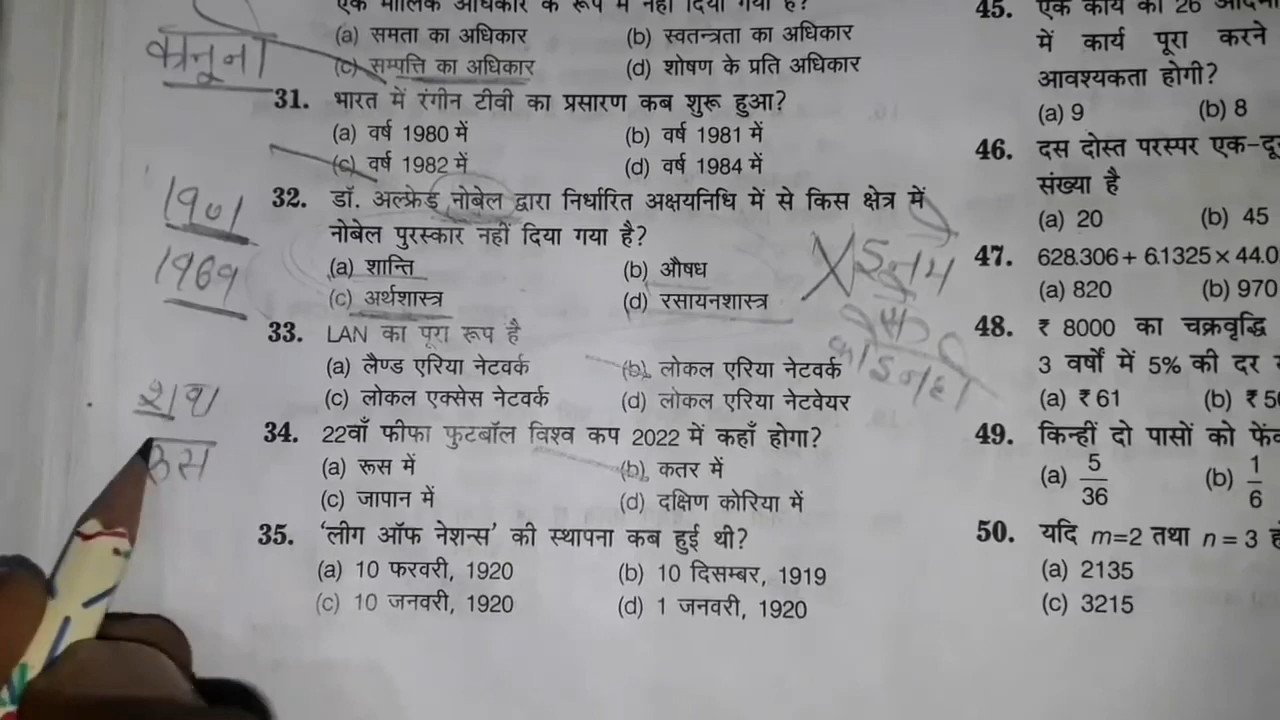 एक मौलिक अधिकार के रूप में नहीं दिया गया है?
(a) समता का अधिकार (b) स्वतन्त्रता का अधिकार
(c) सम्पत्ति का अधिकार (d) शोषण के प्रति अधिकार
कानूनी
31. भारत में रंगीन टीवी का प्रसारण कब शुरू हुआ?
(a) वर्ष 1980 में (b) वर्ष 1981 में
(c) वर्ष 1982 में (d) वर्ष 1984 में
32. डॉ. अल्फ्रेड नोबेल द्वारा निर्धारित अक्षयनिधि में से किस क्षेत्र में
नोबेल पुरस्कार नहीं दिया गया है?
(a) शान्ति (b) औषध
(c) अर्थशास्त्र (d) रसायनशास्त्र
1901
1969
इनमें
से
कोई नहीं
33. LAN का पूरा रूप है
(a) लैण्ड एरिया नेटवर्क (b) लोकल एरिया नेटवर्क
(c) लोकल एक्सेस नेटवर्क (d) लोकल एरिया नेटवेयर
34. 22वाँ फीफा फुटबॉल विश्व कप 2022 में कहाँ होगा?
(a) रूस में (b) कतर में
(c) जापान में (d) दक्षिण कोरिया में
रूस
35. 'लीग ऑफ नेशन्स' की स्थापना कब हुई थी?
(a) 10 फरवरी, 1920 (b) 10 दिसम्बर, 1919
(c) 10 जनवरी, 1920 (d) 1 जनवरी, 1920
45. एक कार्य को 26
में कार्य पूरा करने
आवश्यकता होगी?
(a) 9 (b) 8
46. दस दोस्त परस्पर
संख्या है
(a) 20 (b) 45
47. 628.306 + 6.1325 × 44.0
(a) 820 (b) 970
48. ₹ 8000 का चक्रवृद्धि
3 वर्षों में 5% की दर
(a) ₹ 61 (b) ₹
49. किन्हीं दो पासों को
(a) 5/36 (b) 1/6
50. यदि m=2 तथा n = 3
(a) 2135
(c) 3215